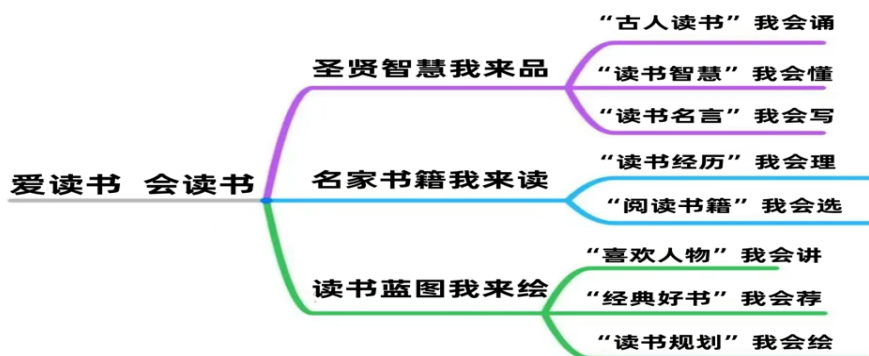 爱读书 会读书
圣贤智慧我来品
“古人读书”我会诵
“读书智慧”我会懂
“读书名言”我会写
名家书籍我来读
“读书经历”我会理
“阅读书籍”我会选
读书蓝图我来绘
“喜欢人物”我会讲
“经典好书”我会荐
“读书规划”我会绘